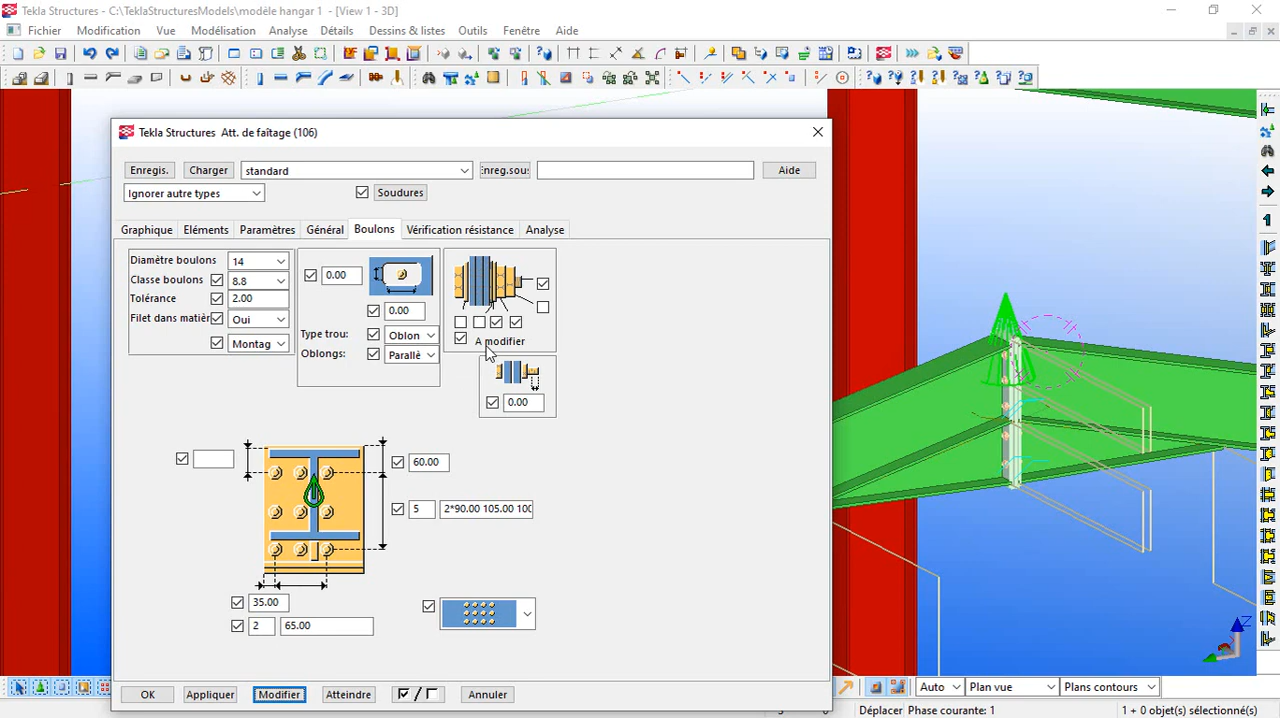 Tekla Structures - C:\TeklaStructuresModels\modèle hangar 1 - [View 1 - 3D]
Fichier Modification Vue Modélisation Analyse Détails Dessins & listes Outils Fenêtre Aide
Tekla Structures Att. de faîtage (106)
Enregis. Charger standard Enreg.sous Aide
Ignorer autre types Soudures
Graphique Eléments Paramètres Général Boulons Vérification résistance Analyse
Diamètre boulons 14
Classe boulons 8.8 0.00
Tolérance 2.00 0.00
Filet dans matièr Oui
Type trou: Oblon
Montag A modifier
Oblongs: Parallè
0.00
60.00
5 2*90.00 105.00 100
35.00
2 65.00
OK Appliquer Modifier Atteindre / Annuler
Auto Plan vue Plans contours
Z
Déplacer Phase courante: 1 1 + 0 objet(s) sélectionné(s)